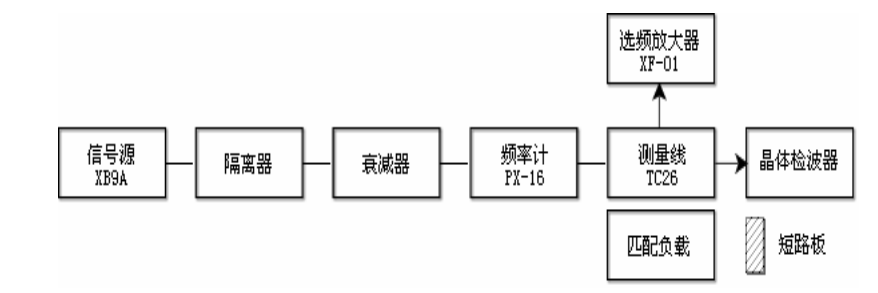 选频放大器
XF-01
信号源
XB9A
隔离器
衰减器
频率计
PX-16
测量线
TC26
晶体检波器
匹配负载
短路板